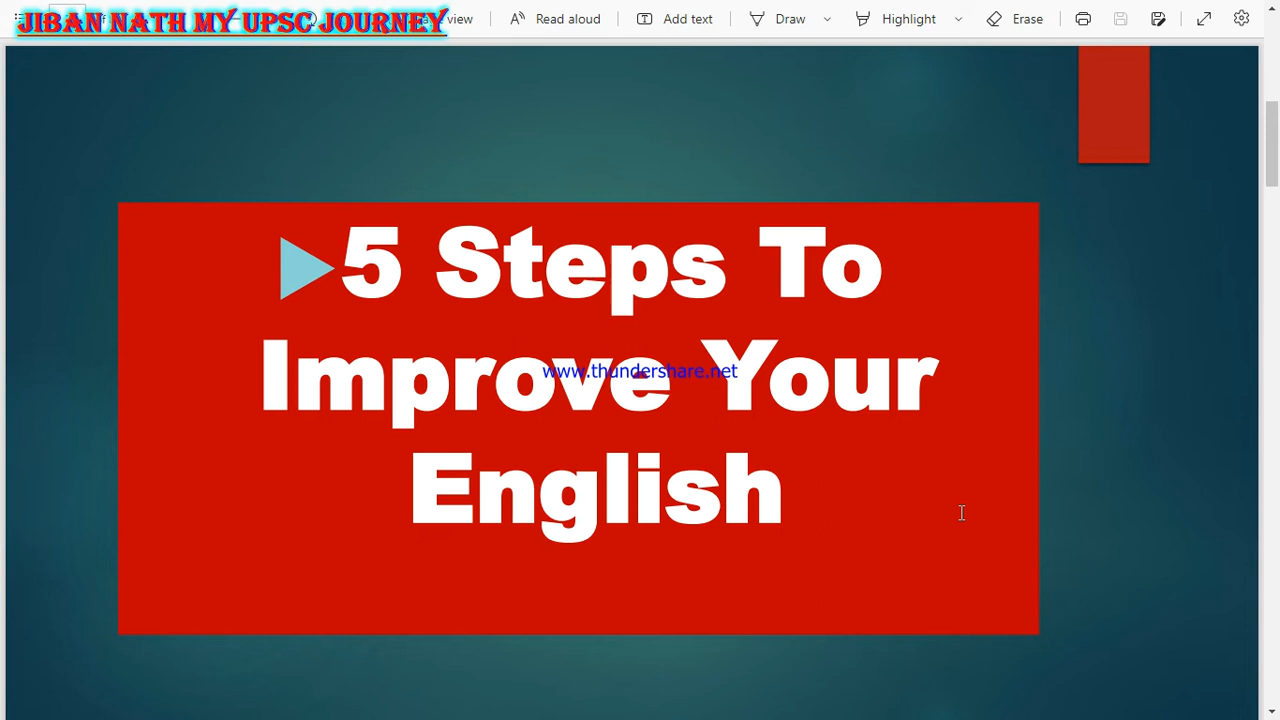 JIBAN NATH MY UPSC JOURNEY
view
Read aloud
Add text
Draw
Highlight
Erase
5 Steps To
Improve Your
www.thundershare.net
English